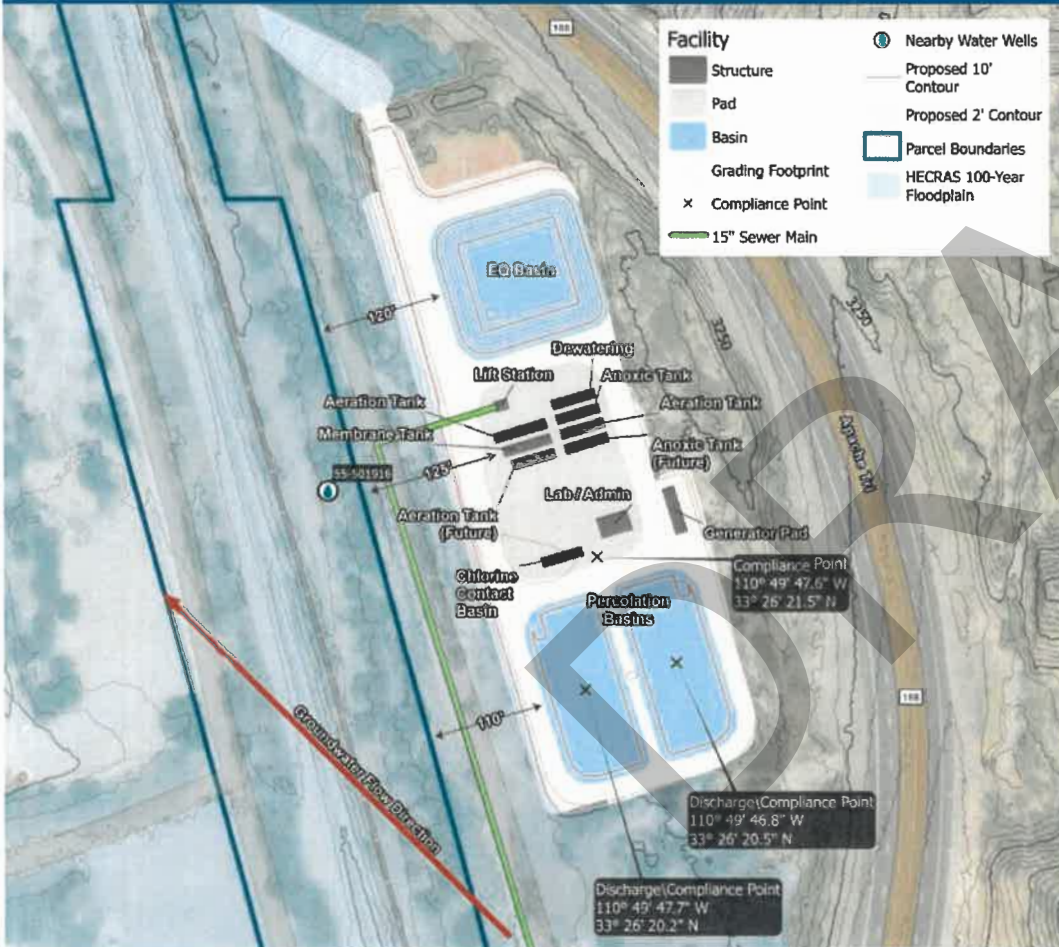 188
Facility
Structure
Pad
Basin
Grading Footprint
Compliance Point
15" Sewer Main
Nearby Water Wells
Proposed 10'
Contour
Proposed 2' Contour
Parcel Boundaries
HECRAS 100-Year
Floodplain
EQ Basin
120'
3250
3250
Dewatering
Lift Station
Anoxic Tank
Aeration Tank
Aeration Tank
Membrane Tank
Anoxic Tank
(Future)
55-501916
125'
Apache Trl
Lab / Admin
Aeration Tank
(Future)
Generator Pad
Chlorine
Contact
Basin
Compliance Point
110° 49' 47.6" W
33° 26' 21.5" N
Percolation
Basins
188
110'
Groundwater Flow Direction
Discharge\Compliance Point
110° 49' 46.8" W
33° 26' 20.5" N
Discharge\Compliance Point
110° 49' 47.7" W
33° 26' 20.2" N
DRA